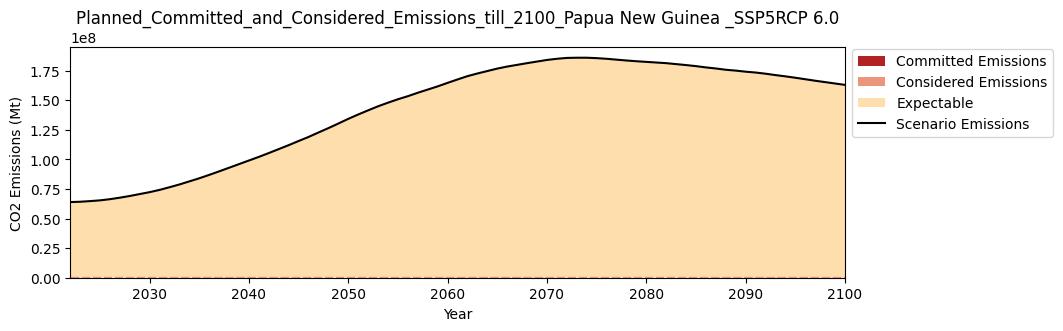 Planned_Committed_and_Considered_Emissions_till_2100_Papua New Guinea _SSP5RCP 6.0
1e8
CO2 Emissions (Mt)
1.75
1.50
1.25
1.00
0.75
0.50
0.25
0.00
2030 2040 2050 2060 2070 2080 2090 2100
Year
Committed Emissions
Considered Emissions
Expectable
Scenario Emissions